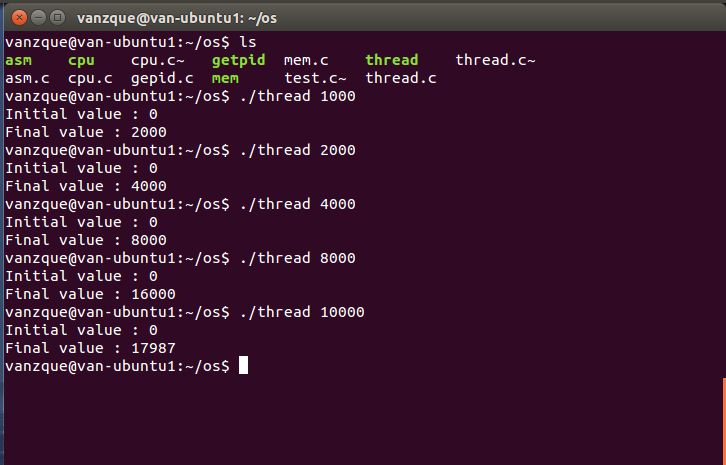 vanzque@van-ubuntu1: ~/os
vanzque@van-ubuntu1:~/os$ ls
asm    cpu    cpu.c~   getpid  mem.c    thread    thread.c~
asm.c  cpu.c  gepid.c  mem     test.c~  thread.c
vanzque@van-ubuntu1:~/os$ ./thread 1000
Initial value : 0
Final value : 2000
vanzque@van-ubuntu1:~/os$ ./thread 2000
Initial value : 0
Final value : 4000
vanzque@van-ubuntu1:~/os$ ./thread 4000
Initial value : 0
Final value : 8000
vanzque@van-ubuntu1:~/os$ ./thread 8000
Initial value : 0
Final value : 16000
vanzque@van-ubuntu1:~/os$ ./thread 10000
Initial value : 0
Final value : 17987
vanzque@van-ubuntu1:~/os$